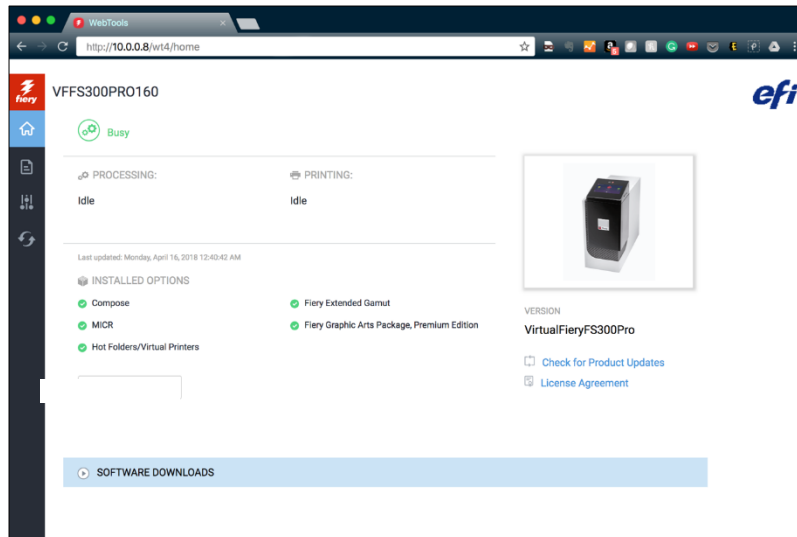 WebTools
http://10.0.0.8/wt4/home
fiery
VFFS300PRO160
efi
Busy
PROCESSING:
PRINTING:
Idle
Idle
Last updated: Monday, April 16, 2018 12:40:42 AM
INSTALLED OPTIONS
Compose
Fiery Extended Gamut
MICR
Fiery Graphic Arts Package, Premium Edition
Hot Folders/Virtual Printers
VERSION
VirtualFieryFS300Pro
Check for Product Updates
License Agreement
SOFTWARE DOWNLOADS